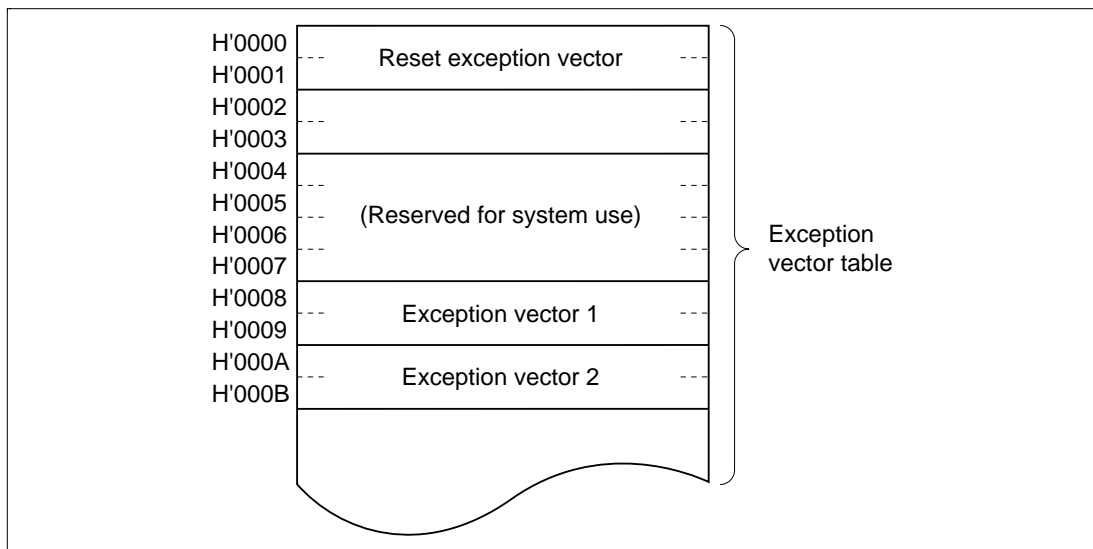 H'0000
H'0001
Reset exception vector
H'0002
H'0003
H'0004
H'0005
H'0006
H'0007
(Reserved for system use)
H'0008
H'0009
Exception vector 1
H'000A
H'000B
Exception vector 2
Exception
vector table